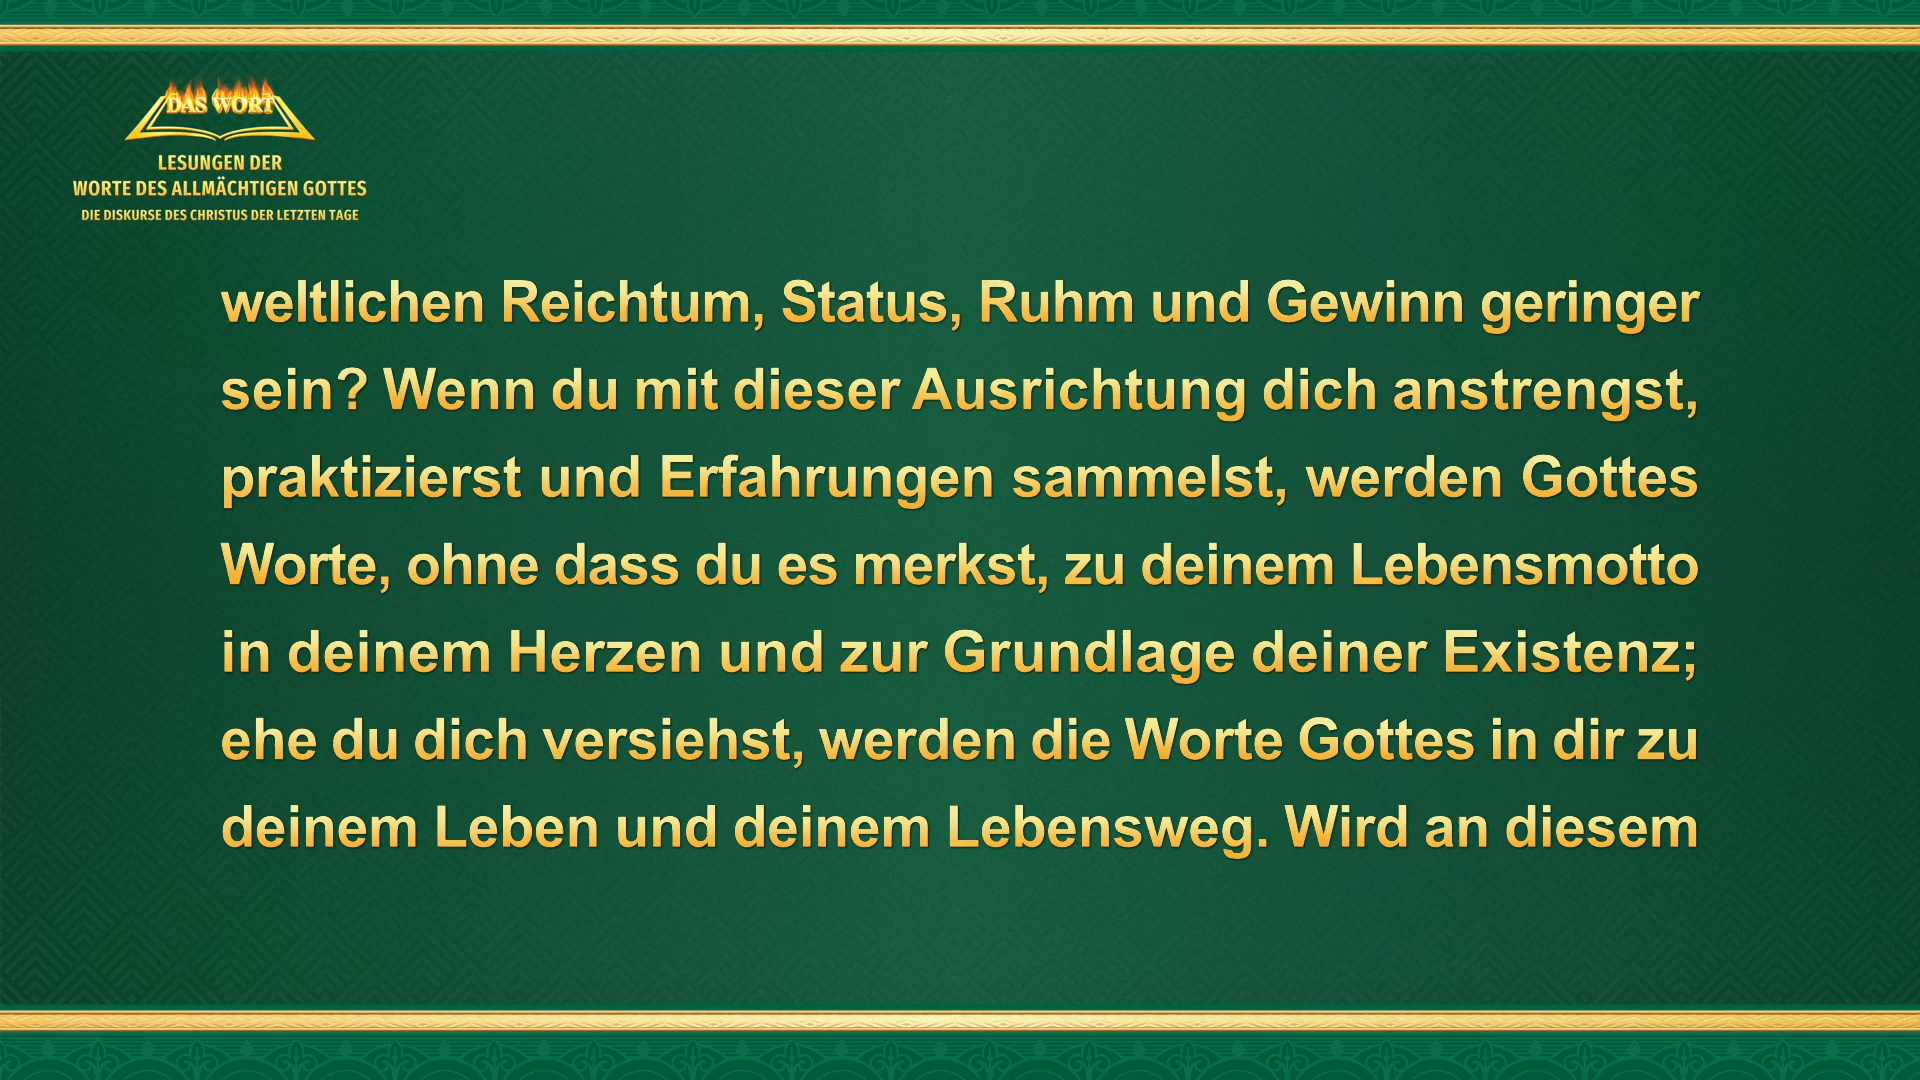 DAS WORT
LESUNGEN DER
WORTE DES ALLMÄCHTIGEN GOTTES
DIE DISKURSE DES CHRISTUS DER LETZTEN TAGE
weltlichen Reichtum, Status, Ruhm und Gewinn geringer
sein? Wenn du mit dieser Ausrichtung dich anstrengst,
praktizierst und Erfahrungen sammelst, werden Gottes
Worte, ohne dass du es merkst, zu deinem Lebensmotto
in deinem Herzen und zur Grundlage deiner Existenz;
ehe du dich versiehst, werden die Worte Gottes in dir zu
deinem Leben und deinem Lebensweg. Wird an diesem